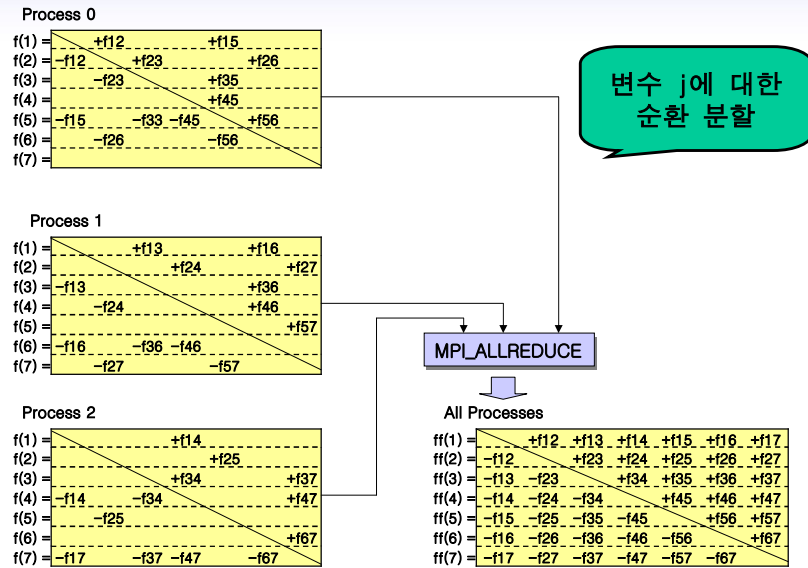 Process 0
f(1) = +f12 +f15
f(2) = −f12 +f23 +f26
f(3) = −f23 +f35
f(4) = +f45
f(5) = −f15 −f33 −f45 +f56
f(6) = −f26 −f56
f(7) =
변수 j에 대한
순환 분할
Process 1
f(1) = +f13 +f16
f(2) = +f24 +f27
f(3) = −f13 +f36
f(4) = −f24 +f46
f(5) = +f57
f(6) = −f16 −f36 −f46
f(7) = −f27 −f57
MPI_ALLREDUCE
Process 2
f(1) = +f14
f(2) = +f25
f(3) = +f34 +f37
f(4) = −f14 −f34 +f47
f(5) = −f25
f(6) = +f67
f(7) = −f17 −f37 −f47 −f67
All Processes
ff(1) = +f12 +f13 +f14 +f15 +f16 +f17
ff(2) = −f12 +f23 +f24 +f25 +f26 +f27
ff(3) = −f13 −f23 +f34 +f35 +f36 +f37
ff(4) = −f14 −f24 −f34 +f45 +f46 +f47
ff(5) = −f15 −f25 −f35 −f45 +f56 +f57
ff(6) = −f16 −f26 −f36 −f46 −f56 +f67
ff(7) = −f17 −f27 −f37 −f47 −f57 −f67